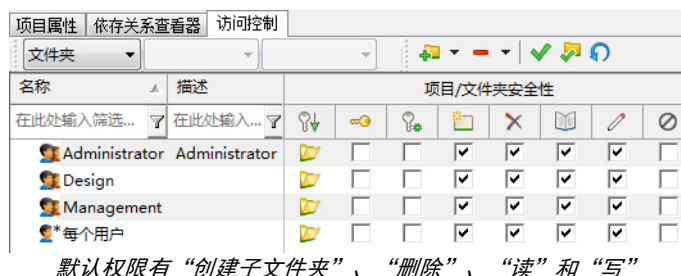 项目属性 依存关系查看器 访问控制
文件夹
名称 描述 项目/文件夹安全性
在此处输入筛选... 在此处输入...
Administrator Administrator
Design
Management
*每个用户
默认权限有“创建子文件夹”、“删除”、“读”和“写”